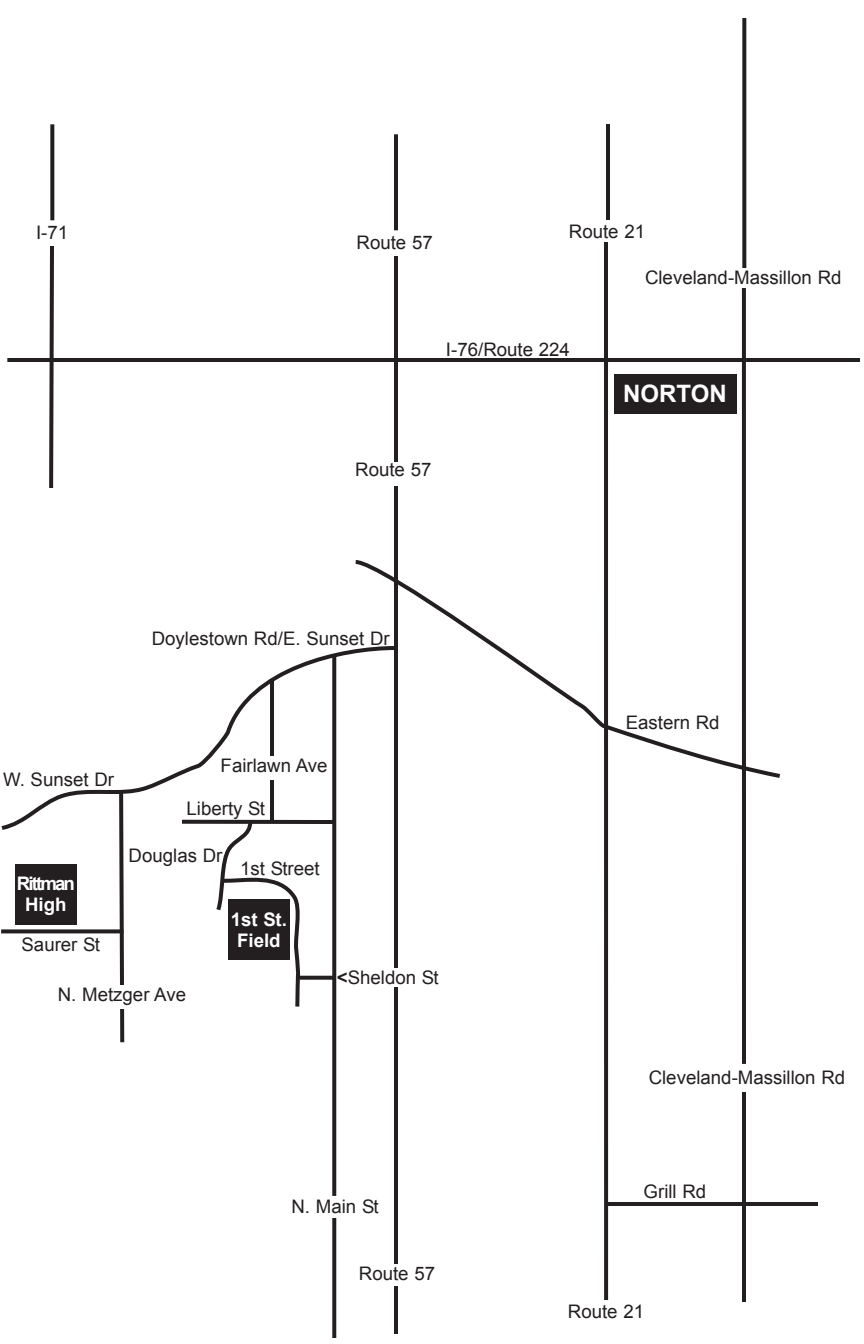 I-71
Route 57
Route 21
Cleveland-Massillon Rd
I-76/Route 224
NORTON
Route 57
Doylestown Rd/E. Sunset Dr
Eastern Rd
Fairlawn Ave
W. Sunset Dr
Liberty St
Douglas Dr
1st Street
Rittman
High
1st St.
Field
Saurer St
<Sheldon St
N. Metzger Ave
Cleveland-Massillon Rd
Grill Rd
N. Main St
Route 57
Route 21